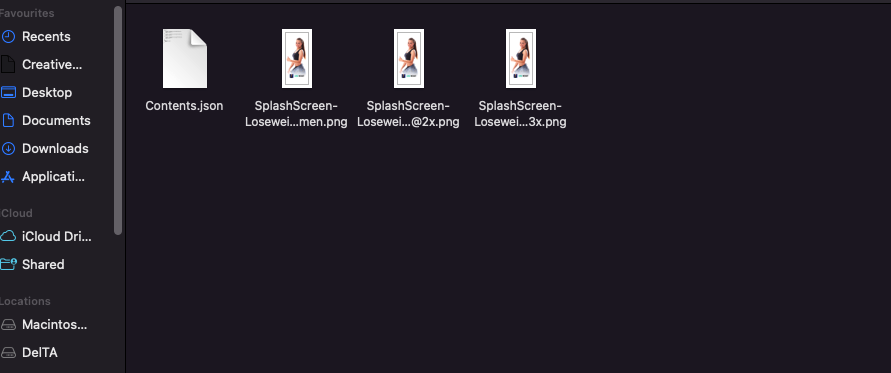 Favourites
Recents
Creative...
Desktop
Documents
Downloads
Applicati...
iCloud
iCloud Dri...
Shared
Locations
Macintos...
DelTA
Contents.json
SplashScreen-
Losewei...men.png
SplashScreen-
Losewei...@2x.png
SplashScreen-
Losewei...3x.png